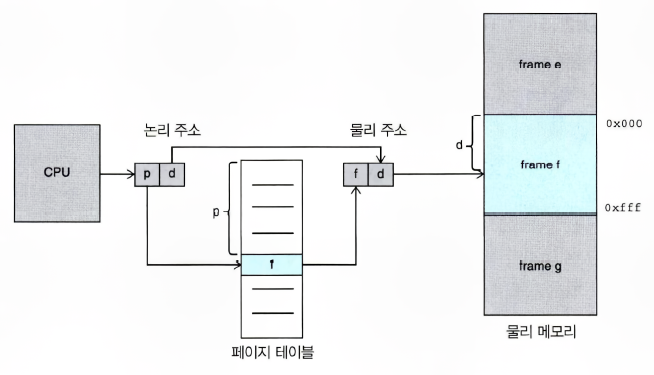 frame e
논리 주소
물리 주소
0x000
CPU
p d
f d
d
frame f
p
0xfff
f
frame g
물리 메모리
페이지 테이블